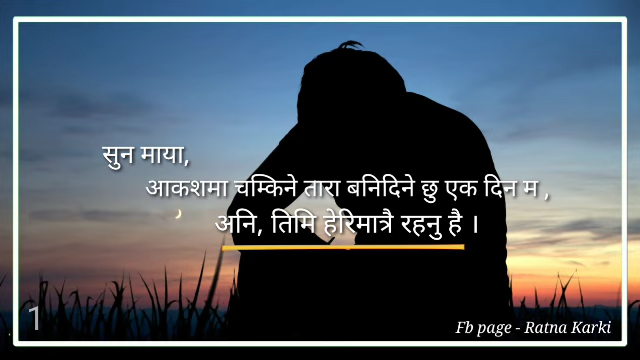 सुन माया,
आकशमा चम्किने तारा बनिदिने छु एक दिन म ,
अनि, तिमि हेरिमात्रै रहनु है ।
1
Fb page - Ratna Karki